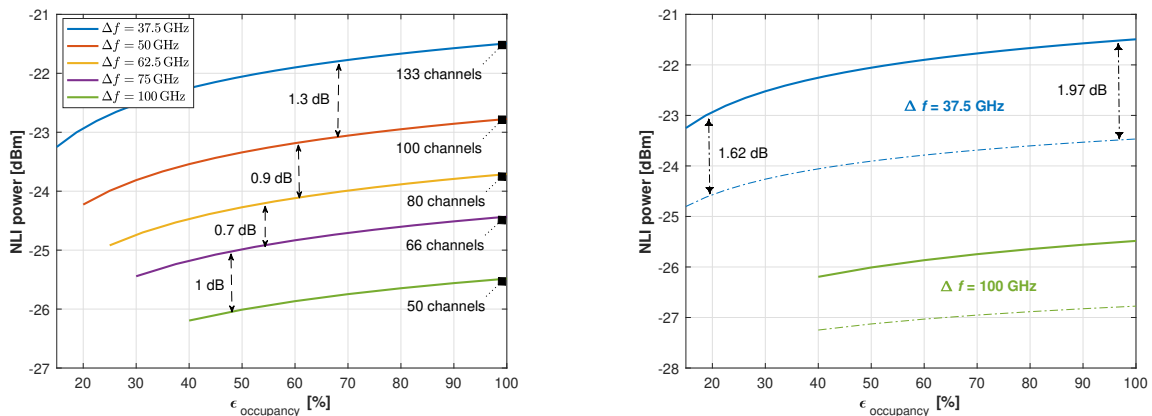 -21
-22
-23
-24
-25
-26
-27
NLI power [dBm]
Δf = 37.5 GHz
Δf = 50 GHz
Δf = 62.5 GHz
Δf = 75 GHz
Δf = 100 GHz
133 channels
1.3 dB
100 channels
0.9 dB
80 channels
0.7 dB
66 channels
1 dB
50 channels
20 30 40 50 60 70 80 90 100
ϵoccupancy [%]
-21
-22
-23
-24
-25
-26
-27
-28
NLI power [dBm]
1.97 dB
Δ f = 37.5 GHz
1.62 dB
Δ f = 100 GHz
20 30 40 50 60 70 80 90 100
ϵoccupancy [%]